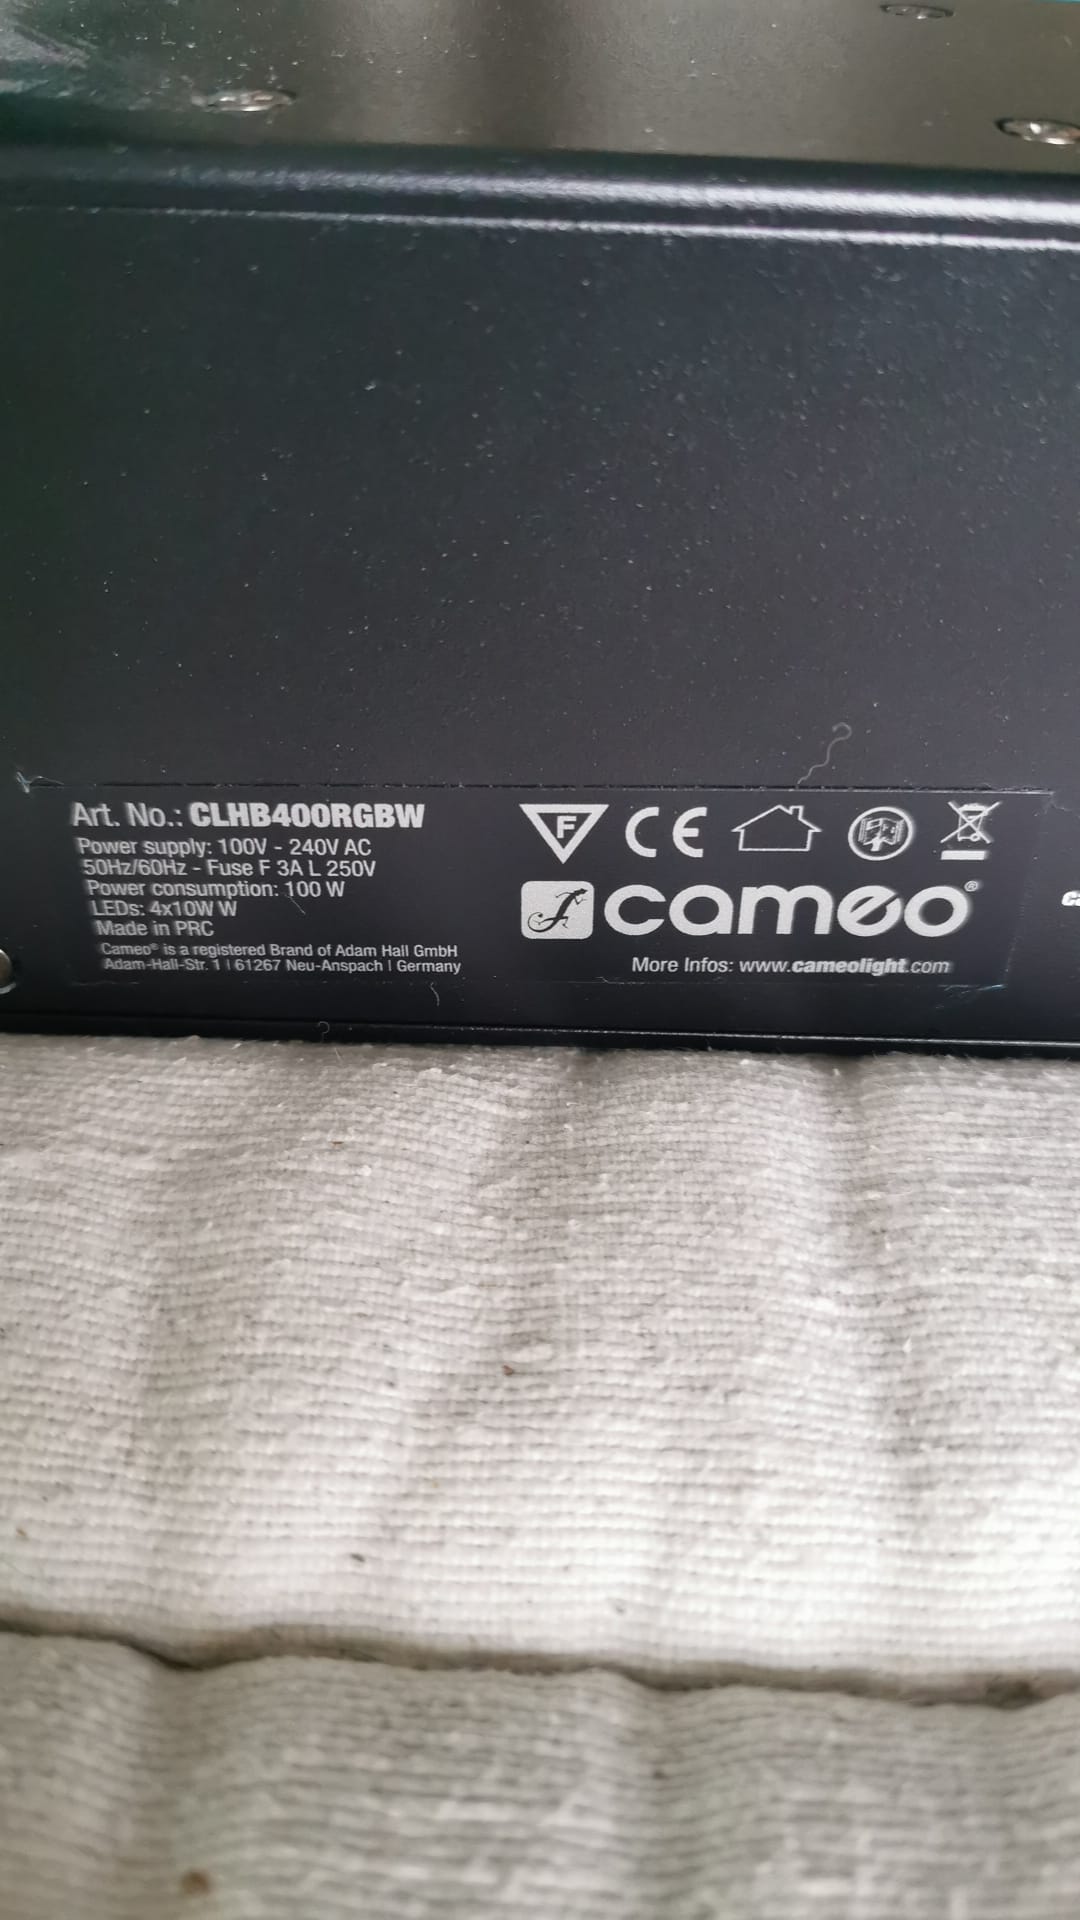 Art. No.: CLHB400RGBW
Power supply: 100V - 240V AC
50Hz/60Hz - Fuse F 3A L 250V
Power consumption: 100 W
LEDs: 4x10W W
Made in PRC
Cameo® is a registered Brand of Adam Hall GmbH
Adam-Hall-Str. 1 | 61267 Neu-Anspach | Germany
F CE
cameo®
More Infos: www.cameolight.com